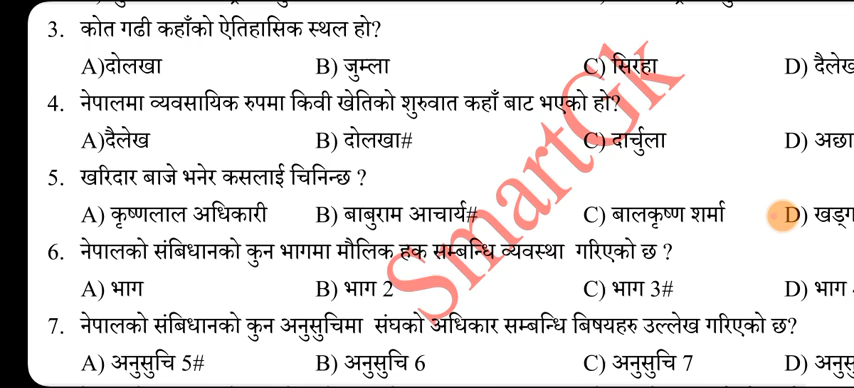 3. कोत गढी कहाँको ऐतिहासिक स्थल हो?
A)दोलखा B) जुम्ला C) सिरहा D) दैलेख
4. नेपालमा व्यवसायिक रुपमा किवी खेतिको शुरुवात कहाँ बाट भएको हो?
A)दैलेख B) दोलखा# C) दार्चुला D) अछा
5. खरिदार बाजे भनेर कसलाई चिनिन्छ ?
A) कृष्णलाल अधिकारी B) बाबुराम आचार्य# C) बालकृष्ण शर्मा D) खड्ग
6. नेपालको संबिधानको कुन भागमा मौलिक हक सम्बन्धि व्यवस्था गरिएको छ ?
A) भाग B) भाग 2 C) भाग 3# D) भाग
7. नेपालको संबिधानको कुन अनुसुचिमा संघको अधिकार सम्बन्धि बिषयहरु उल्लेख गरिएको छ?
A) अनुसुचि 5# B) अनुसुचि 6 C) अनुसुचि 7 D) अनुसु
SmartGk